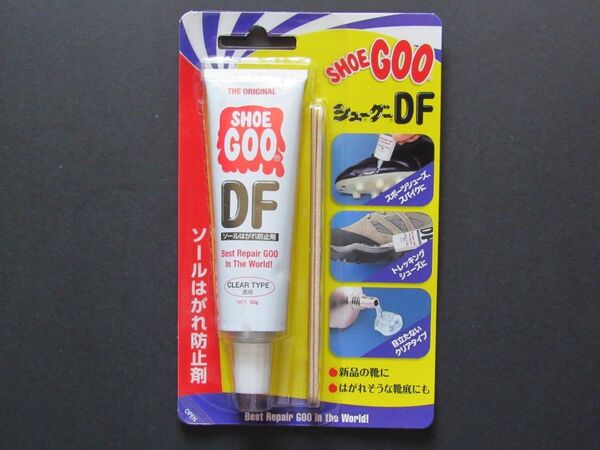 SHOE GOO®
シューグー DF
THE ORIGINAL
SHOE
GOO®
DF
ソールはがれ防止剤
Best Repair GOO
In The World!
CLEAR TYPE
透明
NET. 50g
ソールはがれ防止剤
スポーツシューズ、
スパイクに
トレッキング
シューズに
目立たない
クリアタイプ
●新品の靴に
●はがれそうな靴底にも
OPEN
Best Repair GOO In the World!